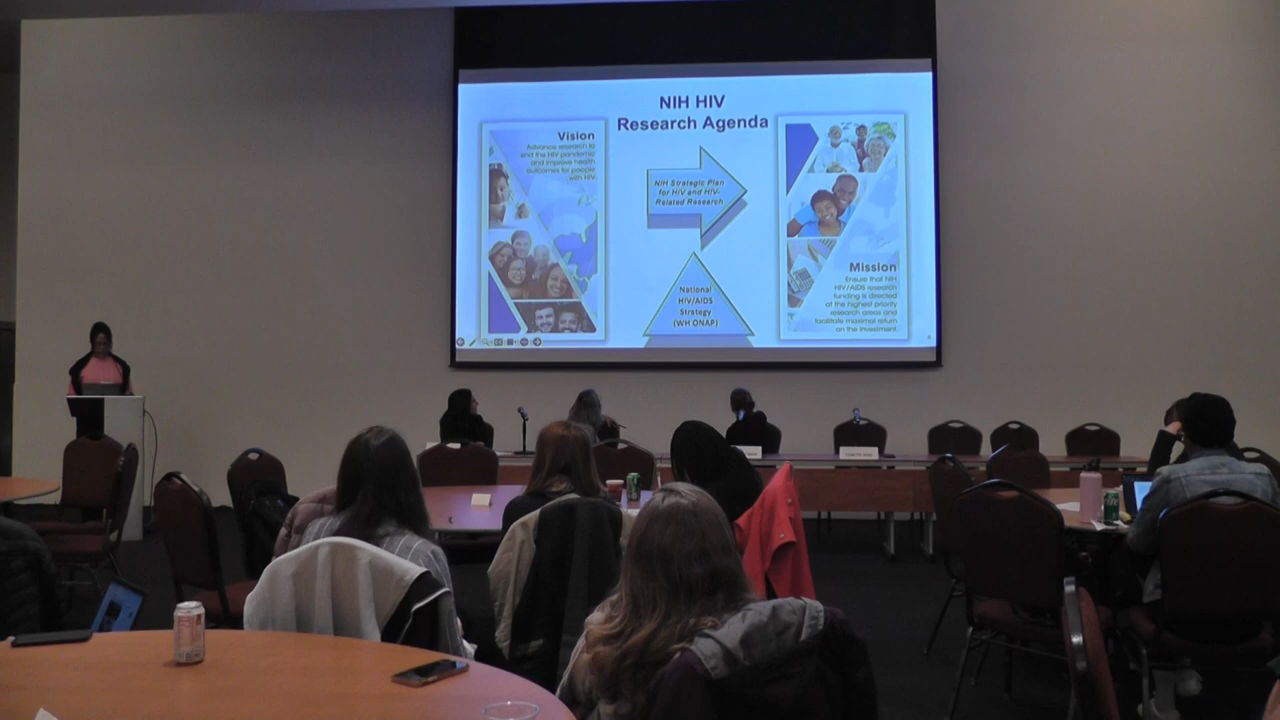 NIH HIV
Research Agenda
Vision
Advance research to
end the HIV pandemic
and improve health
outcomes for people
with HIV
NIH Strategic Plan
for HIV and HIV-
Related Research
National
HIV/AIDS
Strategy
(WH ONAP)
Mission
Ensure that NIH
HIV/AIDS research
funding is directed
of the highest priority
research areas and
facilitate maximal return
on the investment.